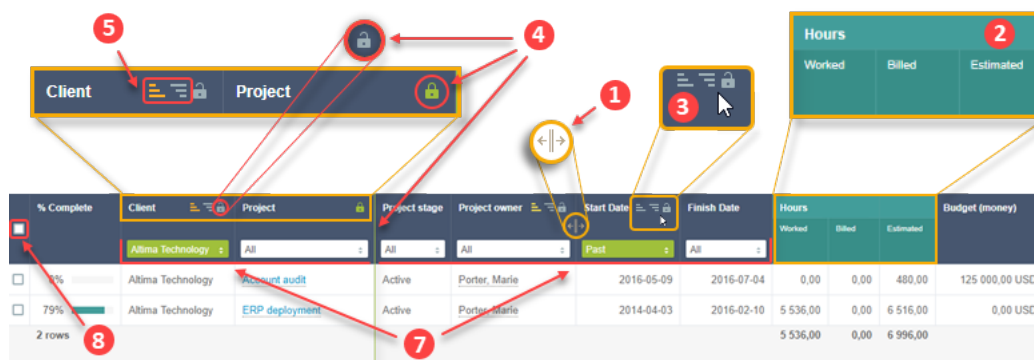 5
4
2
Hours
Worked Billed Estimated
Client Project
3
1
% Complete Client Project Project stage Project owner Start Date Finish Date Hours Budget (money)
Worked Billed Estimated
Altima Technology All All All Past All
0% Altima Technology Account audit Active Porter, Marie 2016-05-09 2016-07-04 0,00 0,00 480,00 125 000,00 USD
79% Altima Technology ERP deployment Active Porter, Marie 2014-04-03 2016-02-10 5 536,00 0,00 6 516,00 0,00 USD
2 rows 5 536,00 0,00 6 996,00
8
7